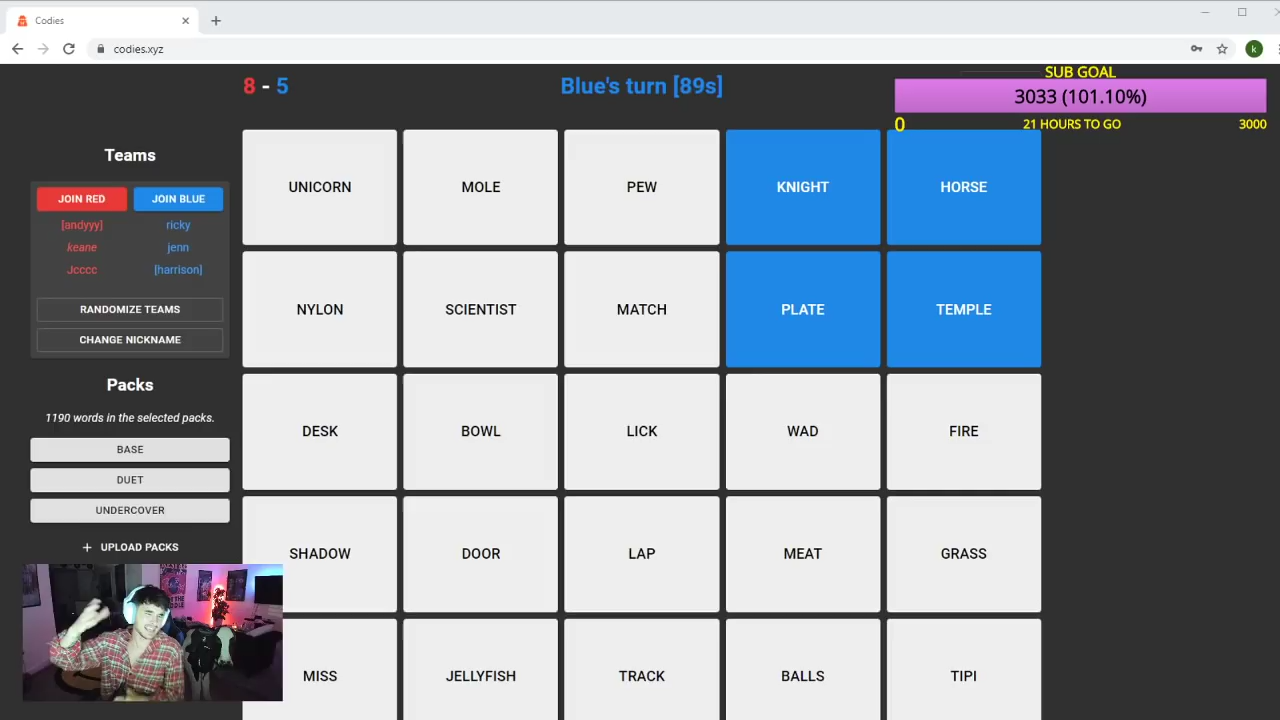 Codies
codies.xyz
k
8 - 5
Blue's turn [89s]
SUB GOAL
3033 (101.10%)
0
21 HOURS TO GO
3000
Teams
JOIN RED
JOIN BLUE
[andyyy]
ricky
keane
jenn
Jcccc
[harrison]
RANDOMIZE TEAMS
CHANGE NICKNAME
Packs
1190 words in the selected packs.
BASE
DUET
UNDERCOVER
+ UPLOAD PACKS
UNICORN
MOLE
PEW
KNIGHT
HORSE
NYLON
SCIENTIST
MATCH
PLATE
TEMPLE
DESK
BOWL
LICK
WAD
FIRE
SHADOW
DOOR
LAP
MEAT
GRASS
MISS
JELLYFISH
TRACK
BALLS
TIPI